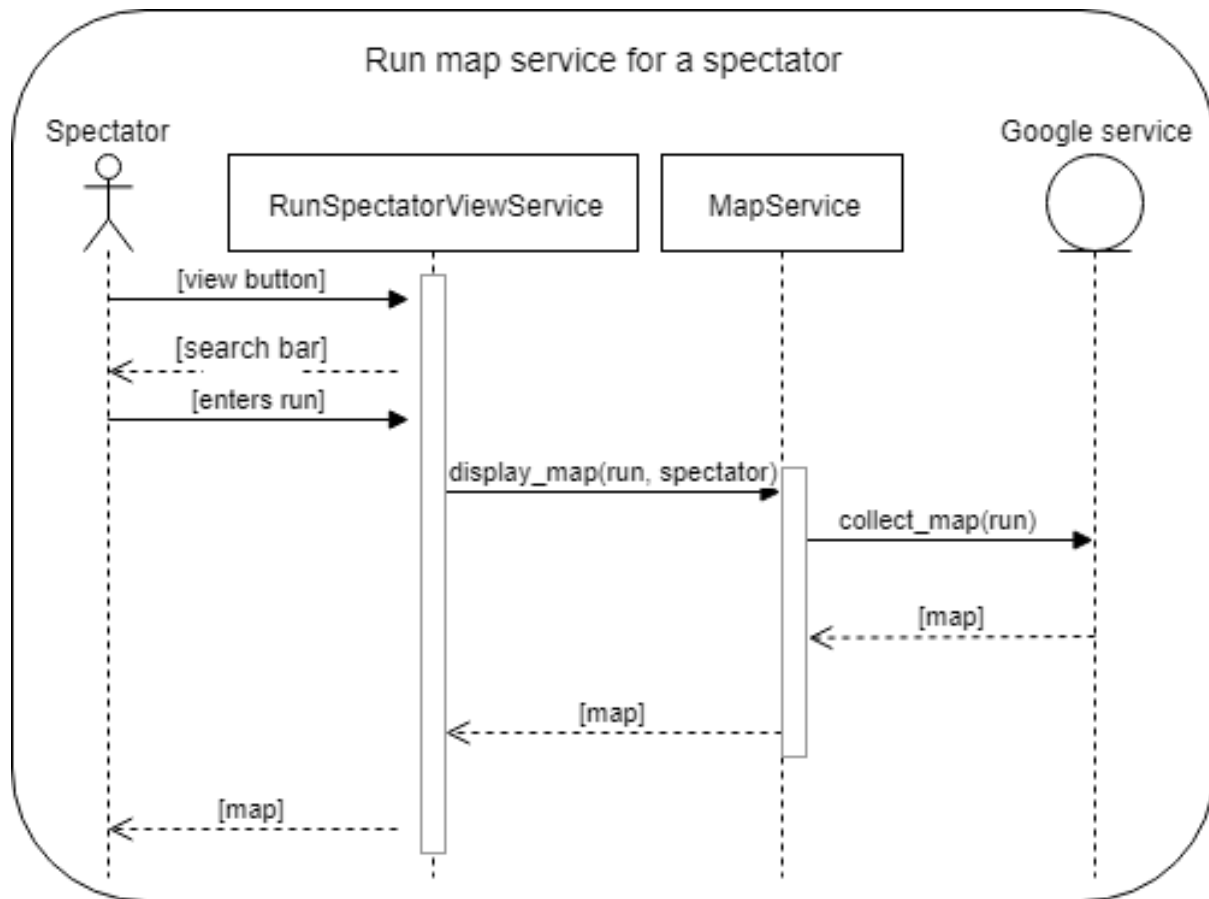 Run map service for a spectator
Spectator
Google service
RunSpectatorViewService
MapService
[view button]
[search bar]
[enters run]
display_map(run, spectator)
collect_map(run)
[map]
[map]
[map]